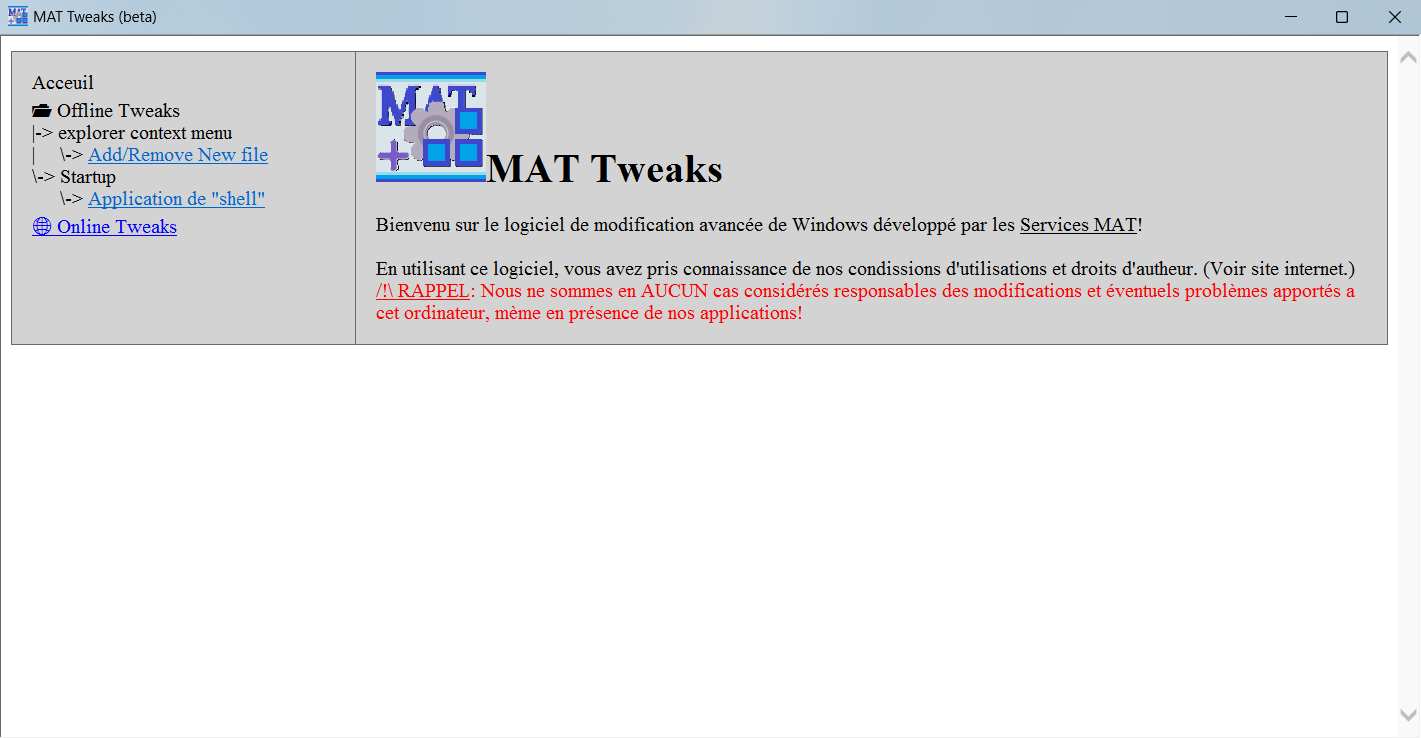 MAT Tweaks (beta)
Acceuil
Offline Tweaks
|-> explorer context menu
| \-> Add/Remove New file
\-> Startup
\-> Application de "shell"
Online Tweaks
MAT
MAT Tweaks
Bienvenu sur le logiciel de modification avancée de Windows développé par les Services MAT!
En utilisant ce logiciel, vous avez pris connaissance de nos condissions d'utilisations et droits d'autheur. (Voir site internet.)
/!\ RAPPEL: Nous ne sommes en AUCUN cas considérés responsables des modifications et éventuels problèmes apportés a
cet ordinateur, mème en présence de nos applications!